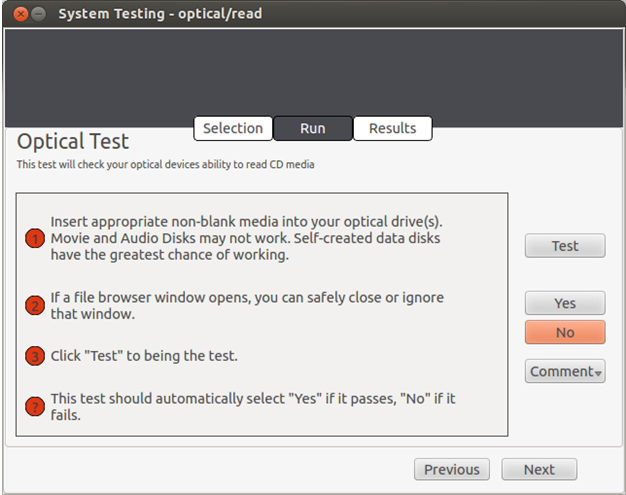 System Testing - optical/read
Selection
Run
Results
Optical Test
This test will check your optical devices ability to read CD media
1
Insert appropriate non-blank media into your optical drive(s).
Movie and Audio Disks may not work. Self-created data disks
have the greatest chance of working.
2
If a file browser window opens, you can safely close or ignore
that window.
3
Click "Test" to being the test.
?
This test should automatically select "Yes" if it passes, "No" if it
fails.
Test
Yes
No
Comment
Previous
Next